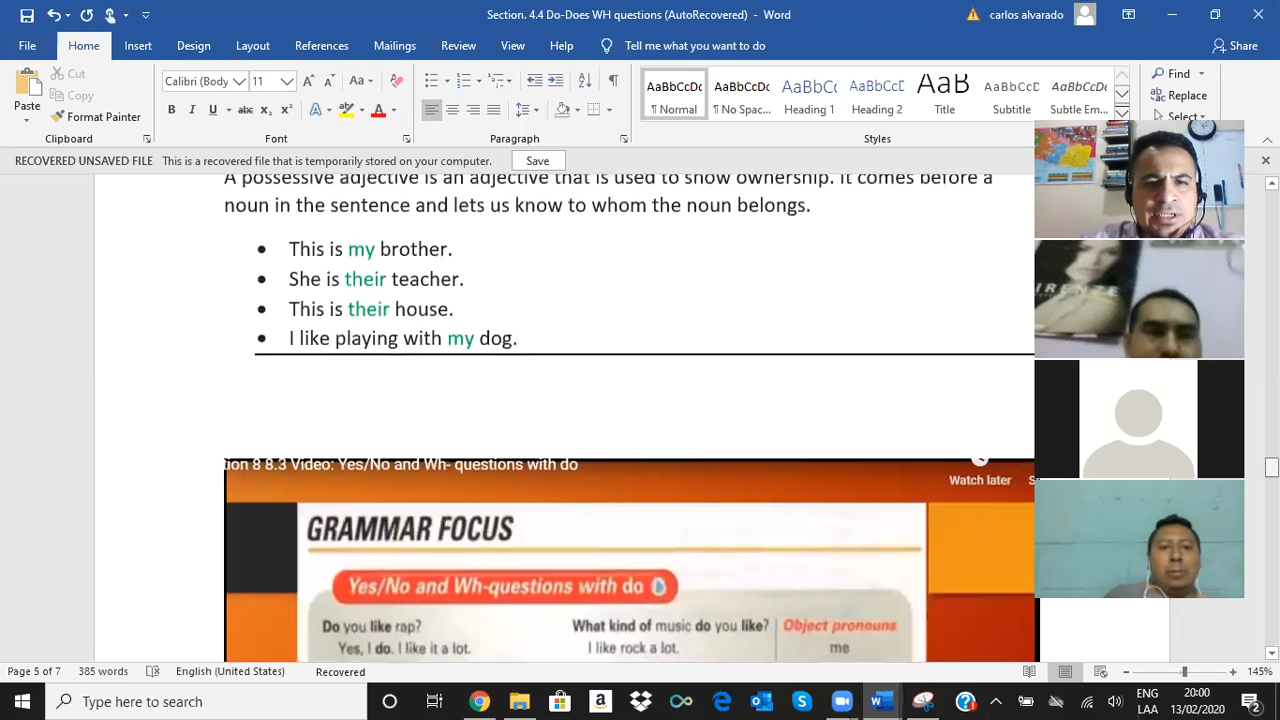 Section. 4.4 Do-Does WH questions (AutoRecovered) - Word
carlos alvarado
File Home Insert Design Layout References Mailings Review View Help Tell me what you want to do Share
Cut
Copy
Paste
Format Painter
Clipboard
Calibri (Body 11
Font
Paragraph
AaBbCcDc AaBbCcDc AaBbCc AaBbCcC AaB AaBbCcC AaBbCcDc
¶ Normal ¶ No Spac... Heading 1 Heading 2 Title Subtitle Subtle Em...
Styles
Find
Replace
Select
RECOVERED UNSAVED FILE This is a recovered file that is temporarily stored on your computer. Save
A possessive adjective is an adjective that is used to show ownership. It comes before a
noun in the sentence and lets us know to whom the noun belongs.
• This is my brother.
• She is their teacher.
• This is their house.
• I like playing with my dog.
tion 8 8.3 Video: Yes/No and Wh- questions with do
Watch later
GRAMMAR FOCUS
Yes/No and Wh-questions with do
Do you like rap? What kind of music do you like? Object pronouns
Yes, I do. I like it a lot. I like rock a lot. me
IRENZE
Page 5 of 7 385 words English (United States) Recovered 145%
Type here to search
ENG 20:00
LAA 13/02/2020
2